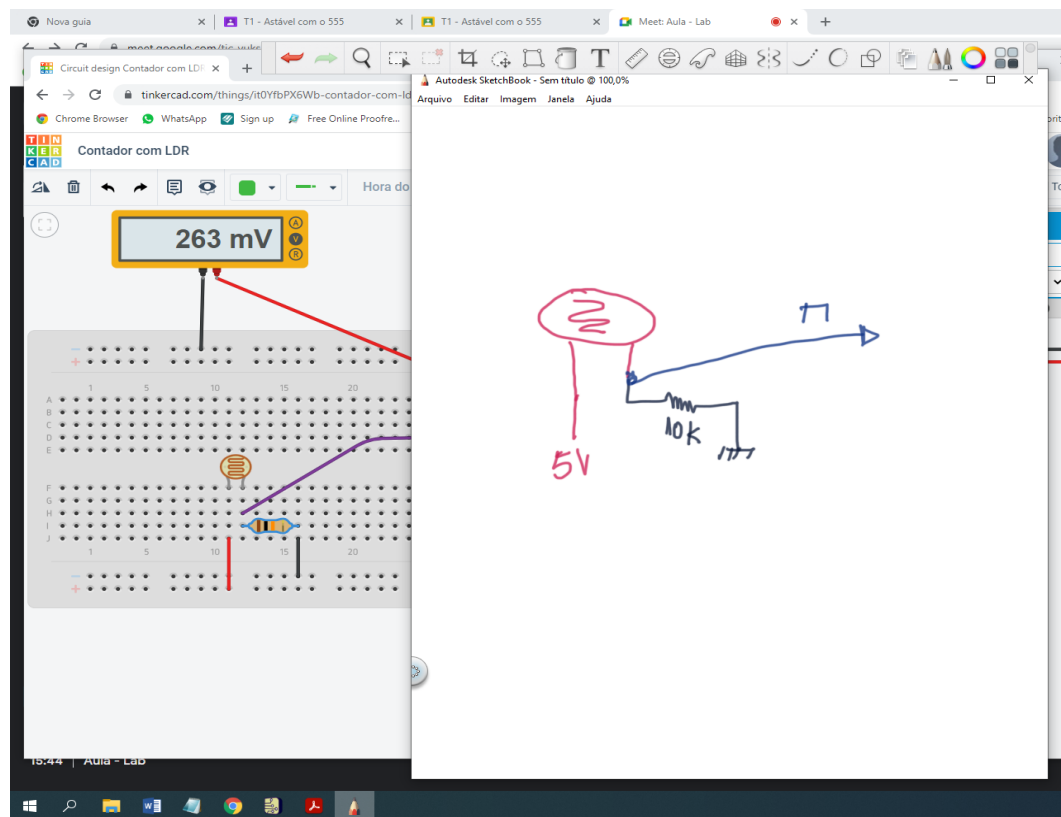 Nova guia
T1 - Astável com o 555
T1 - Astável com o 555
Meet: Aula - Lab
Circuit design Contador com LDR
Autodesk SketchBook - Sem título @ 100,0%
tinkercad.com/things/it0YfbPX6Wb-contador-com-ld
Arquivo Editar Imagem Janela Ajuda
Chrome Browser
WhatsApp
Sign up
Free Online Proofre...
TIN
KER
CAD
Contador com LDR
Hora do
A
263 mV
V
R
1 5 10 15 20
A
B
C
D
E
F
G
H
I
J
1 5 10 15 20
10K
5V
15:44 | Aula - Lab